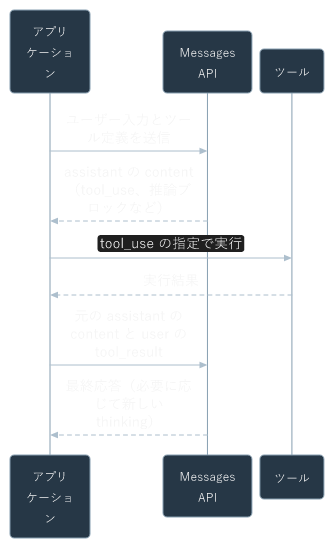 アプリ
ケーショ
ン
Messages
API
ツール
ユーザー入力とツー
ル定義を送信
assistant の content
（tool_use、推論ブ
ロックなど）
tool_use の指定で実行
実行結果
元の assistant の
content と user の
tool_result
最終応答（必要に応
じて新しい
thinking）
アプリ
ケーショ
ン
Messages
API
ツール